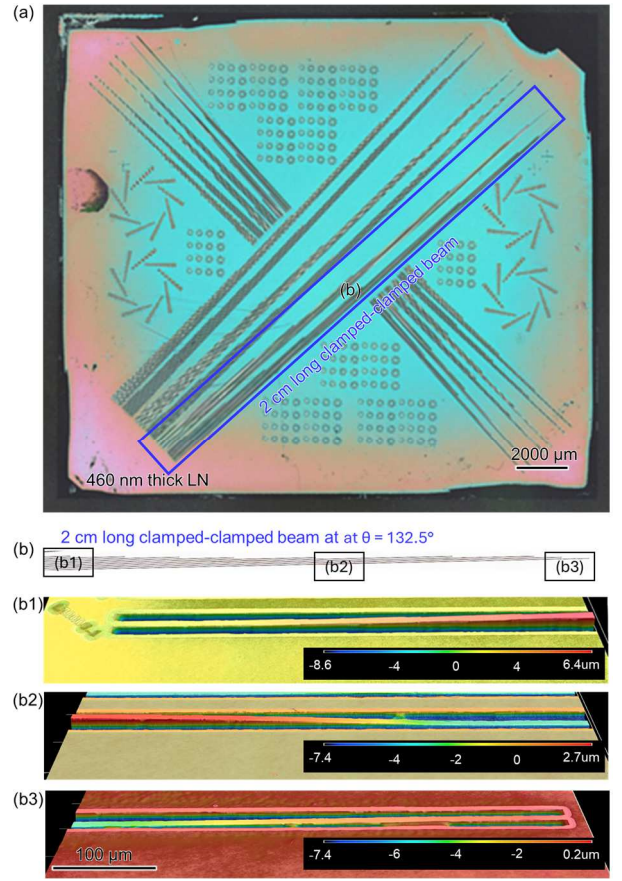 (a)
(b)
2 cm long clamped-clamped beam
2000 µm
460 nm thick LN
(b)
2 cm long clamped-clamped beam at at θ = 132.5°
(b1)
(b2)
(b3)
(b1)
-8.6 -4 0 4 6.4um
(b2)
-7.4 -4 -2 0 2.7um
(b3)
-7.4 -6 -4 -2 0.2um
100 µm